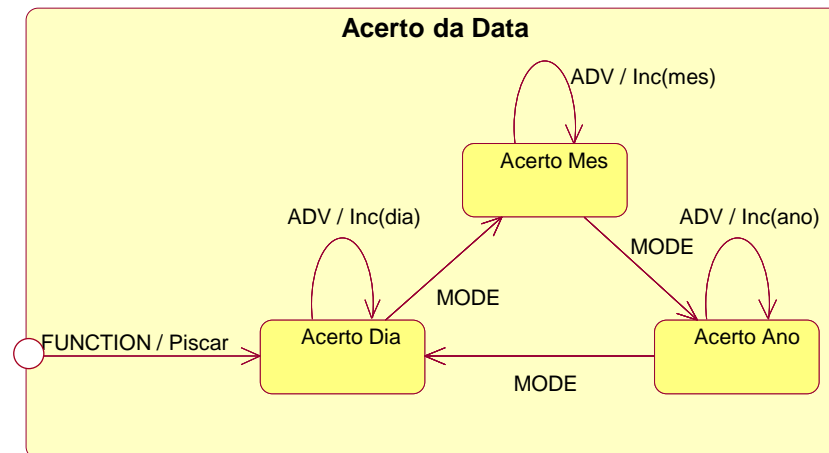 Acerto da Data
ADV / Inc(mes)
Acerto Mes
ADV / Inc(dia)
ADV / Inc(ano)
MODE
MODE
FUNCTION / Piscar
Acerto Dia
Acerto Ano
MODE